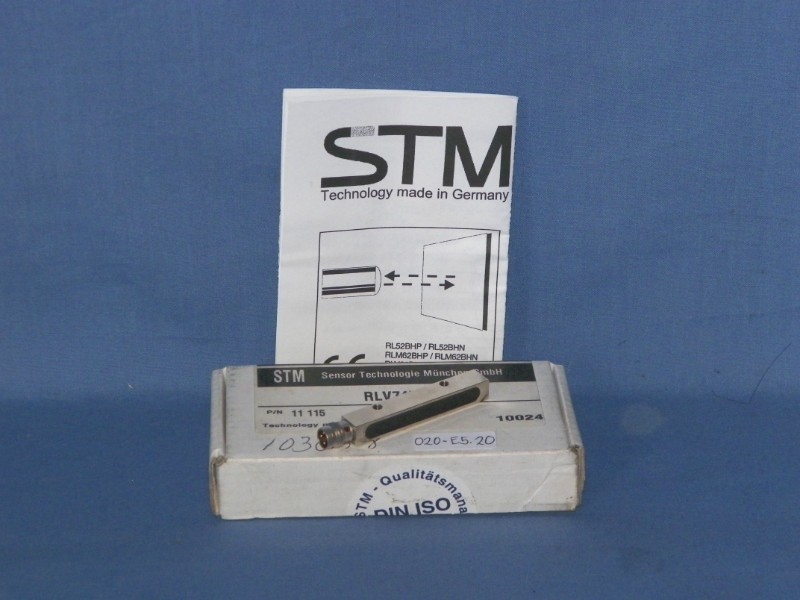 STM
Technology made in Germany
RL52BHP / RL52BHN
RLM62BHP / RLM62BHN
STM Sensor Technologie München GmbH
P/N 11 115
10024
Technology
020-E5.20
STM - Qualitätsmana
DIN ISO